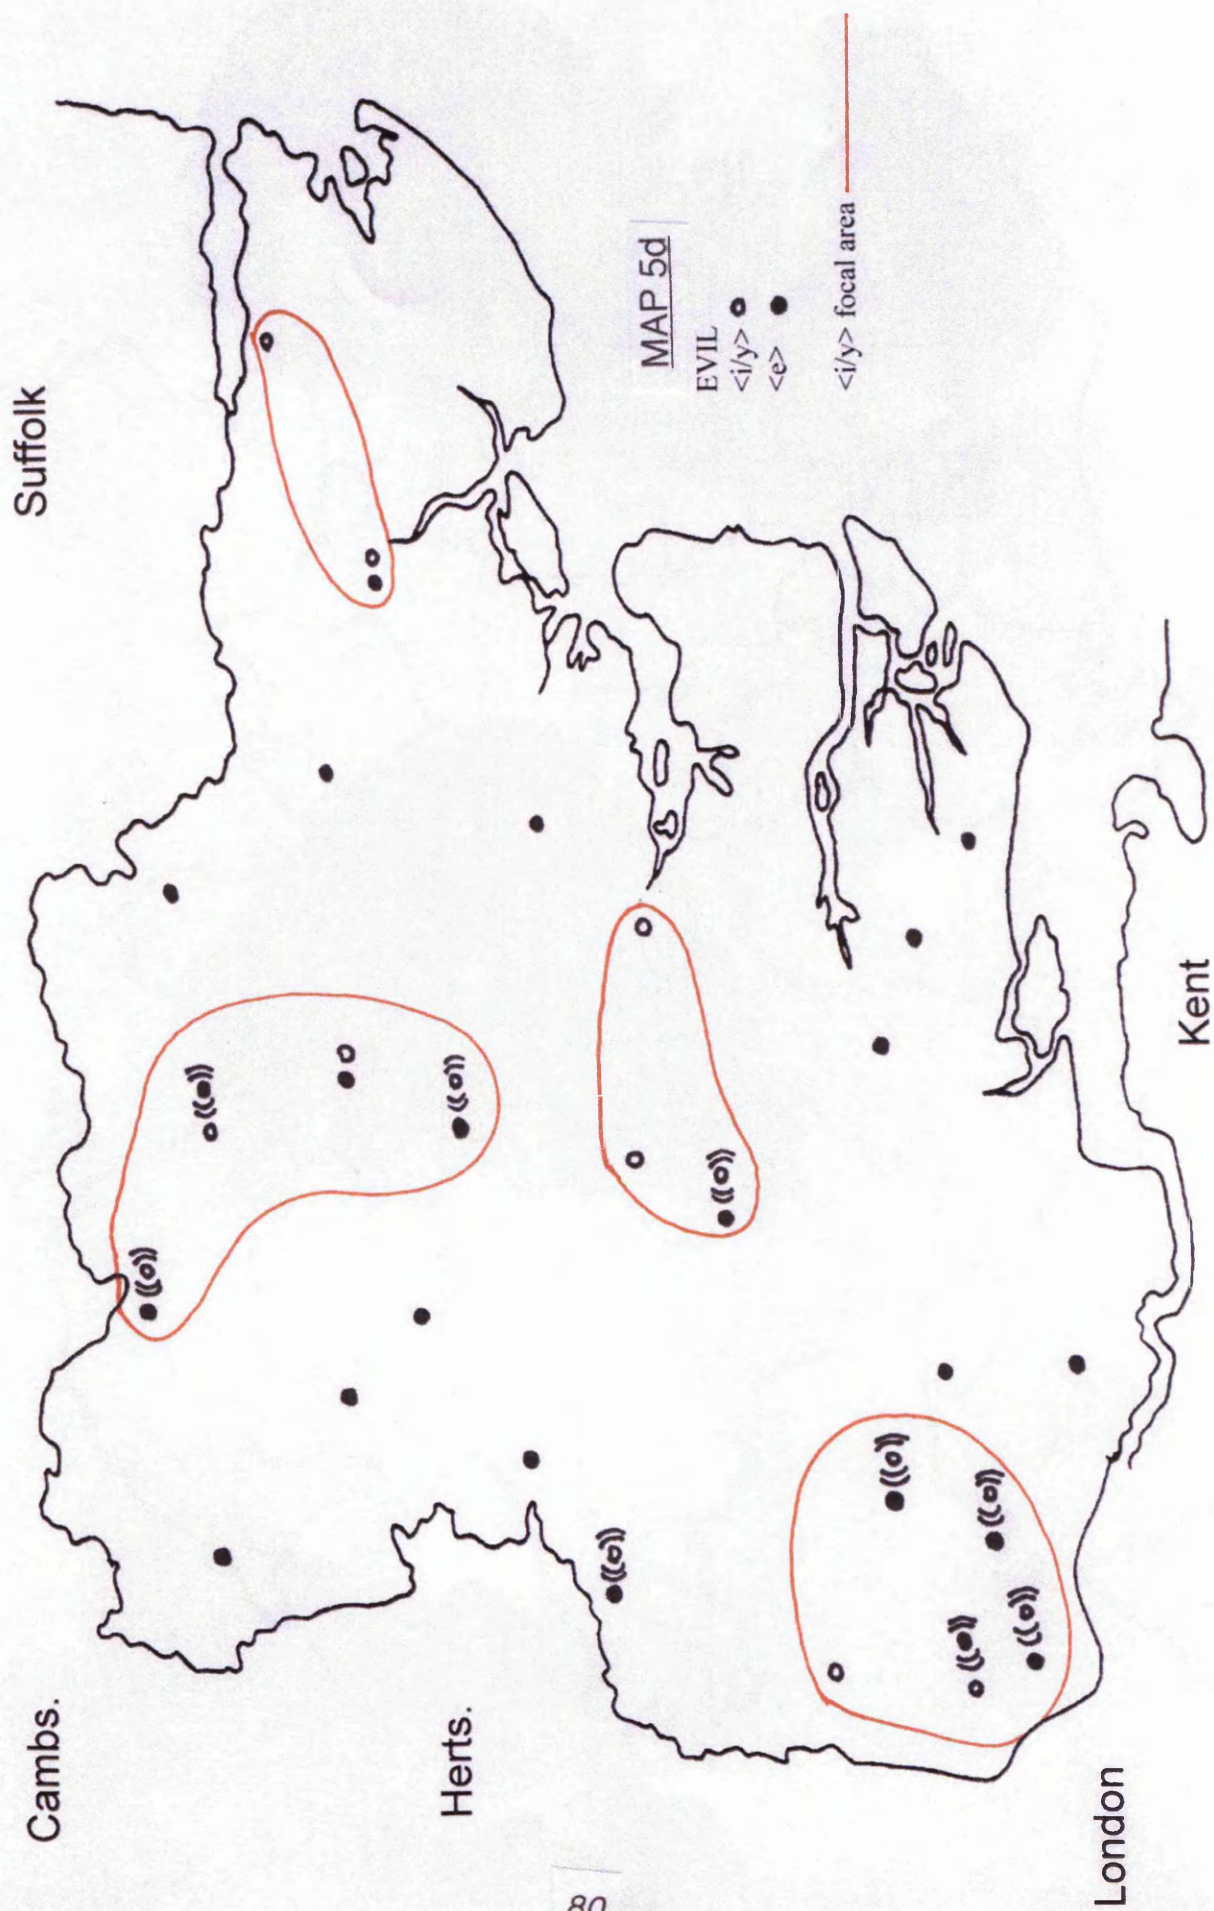 Suffolk
Cambs.
Herts.
London
Kent
MAP 5d
EVIL
<i/y>
<e>
<i/y> focal area
80